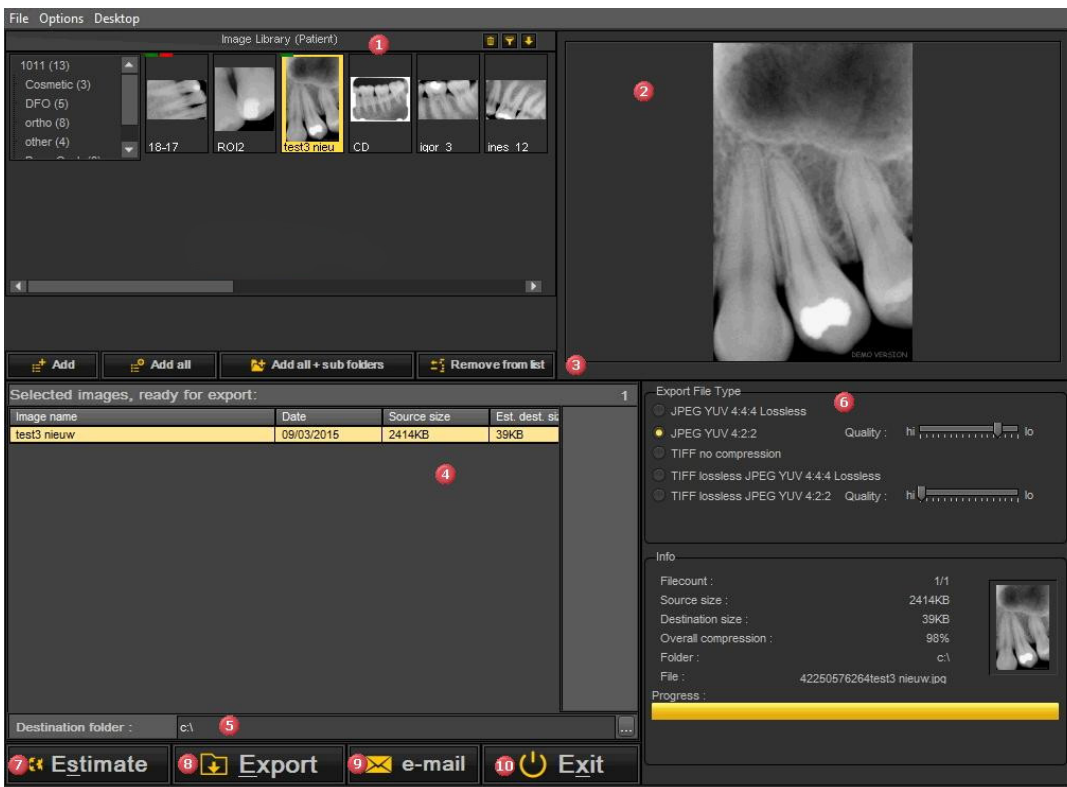 File Options Desktop
Image Library (Patient)
1
1011 (13)
Cosmetic (3)
DFO (5)
ortho (8)
other (4)
18-17
ROI2
test3 nieu
CD
igor 3
ines 12
2
DEMO VERSION
Add
Add all
Add all + sub folders
Remove from list
3
Selected images, ready for export: 1
Image name Date Source size Est. dest. siz
test3 nieuw 09/03/2015 2414KB 39KB
4
Destination folder : c:\ 5
...
Export File Type
6
JPEG YUV 4:4:4 Lossless
JPEG YUV 4:2:2 Quality : hi lo
TIFF no compression
TIFF lossless JPEG YUV 4:4:4 Lossless
TIFF lossless JPEG YUV 4:2:2 Quality : hi lo
Info
Filecount : 1/1
Source size : 2414KB
Destination size : 39KB
Overall compression : 98%
Folder : c:\
File : 42250576264test3 nieuw.jpg
Progress :
7 Estimate
8 Export
9 e-mail
10 Exit